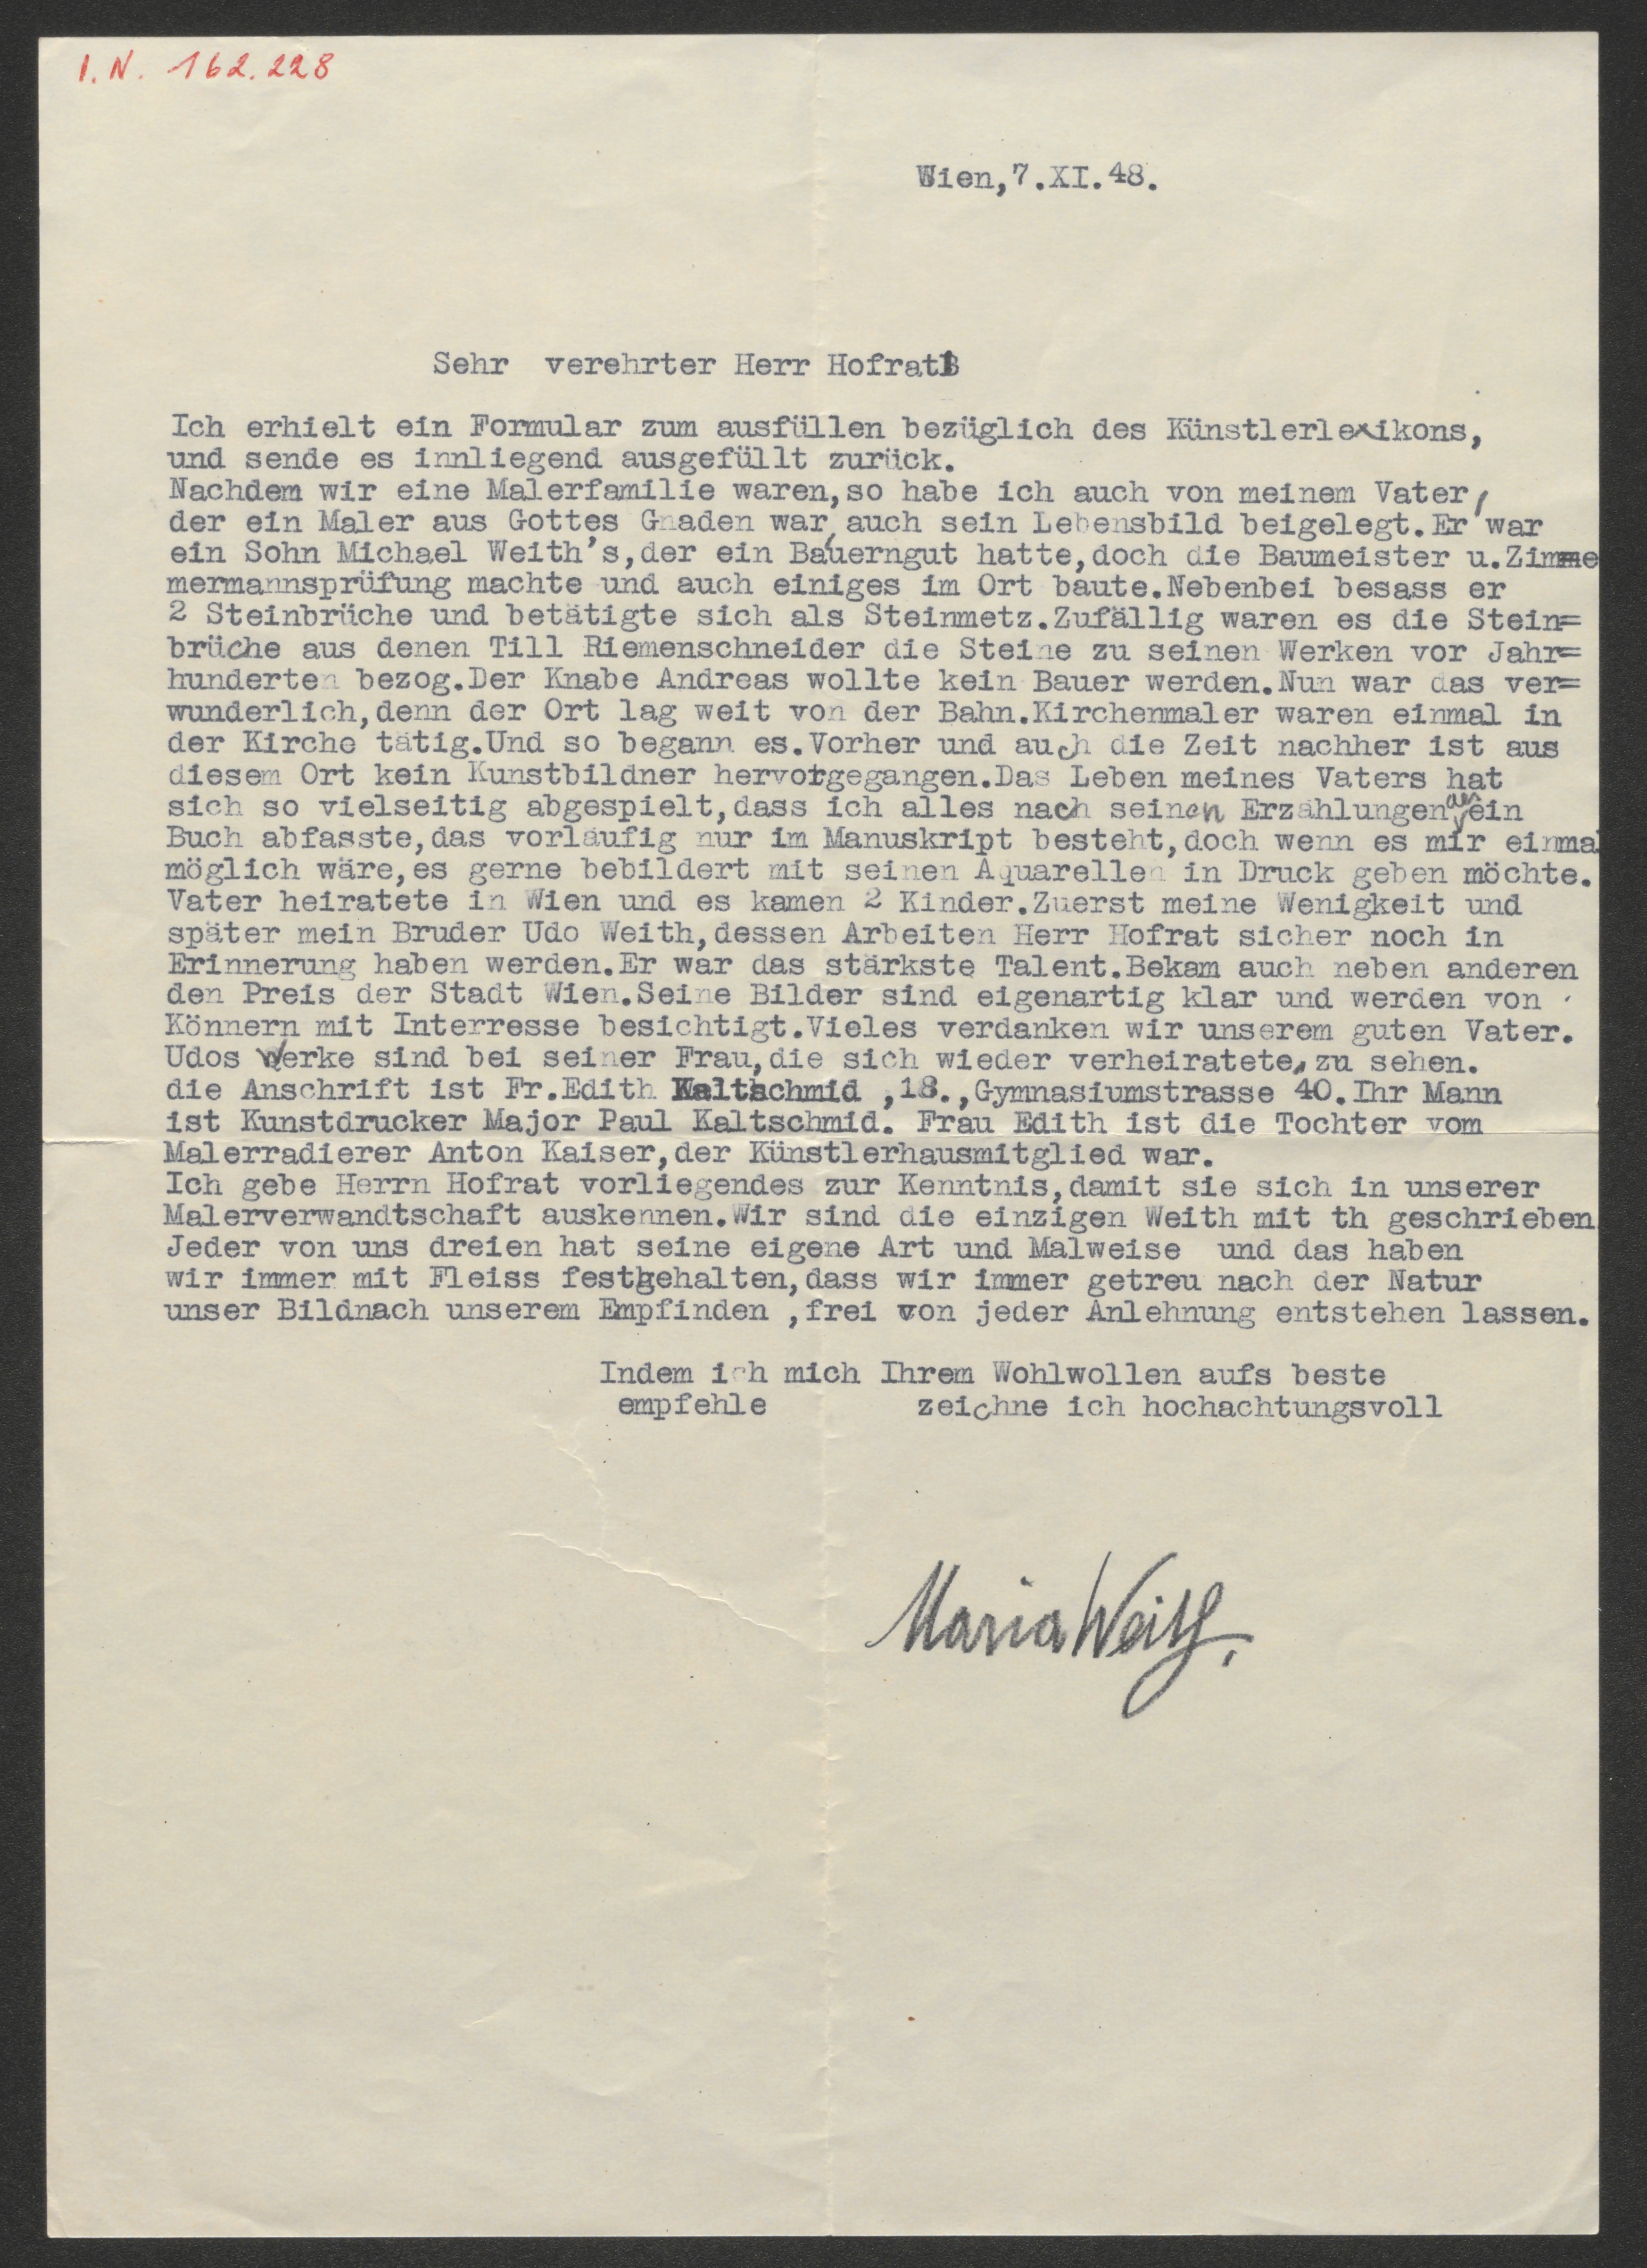 I.N. 162.228
Wien,7.XI.48.
Sehr verehrter Herr Hofrat!
Ich erhielt ein Formular zum ausfüllen bezüglich des Künstlerlexikons,
und sende es innliegend ausgefüllt zurück.
Nachdem wir eine Malerfamilie waren,so habe ich auch von meinem Vater,
der ein Maler aus Gottes Gnaden war, auch sein Lebensbild beigelegt.Er war
ein Sohn Michael Weith's,der ein Bauerngut hatte,doch die Baumeister u.Zimme
mermannsprüfung machte und auch einiges im Ort baute.Nebenbei besass er
2 Steinbrüche und betätigte sich als Steinmetz.Zufällig waren es die Stein=
brüche aus denen Till Riemenschneider die Steine zu seinen Werken vor Jahr=
hunderten bezog.Der Knabe Andreas wollte kein Bauer werden.Nun war das ver=
wunderlich,denn der Ort lag weit von der Bahn.Kirchenmaler waren einmal in
der Kirche tätig.Und so begann es.Vorher und auch die Zeit nachher ist aus
diesem Ort kein Kunstbildner hervorgegangen.Das Leben meines Vaters hat
sich so vielseitig abgespielt,dass ich alles nach seinen Erzählungen als ein
Buch abfasste,das vorläufig nur im Manuskript besteht,doch wenn es mir einmal
möglich wäre,es gerne bebildert mit seinen Aquarellen in Druck geben möchte.
Vater heiratete in Wien und es kamen 2 Kinder.Zuerst meine Wenigkeit und
später mein Bruder Udo Weith,dessen Arbeiten Herr Hofrat sicher noch in
Erinnerung haben werden.Er war das stärkste Talent.Bekam auch neben anderen
den Preis der Stadt Wien.Seine Bilder sind eigenartig klar und werden von
Könnern mit Interresse besichtigt.Vieles verdanken wir unserem guten Vater.
Udos Werke sind bei seiner Frau,die sich wieder verheiratete,zu sehen.
die Anschrift ist Fr.Edith Kaltschmid ,18.,Gymnasiumstrasse 40.Ihr Mann
ist Kunstdrucker Major Paul Kaltschmid. Frau Edith ist die Tochter vom
Malerradierer Anton Kaiser,der Künstlerhausmitglied war.
Ich gebe Herrn Hofrat vorliegendes zur Kenntnis,damit sie sich in unserer
Malerverwandtschaft auskennen.Wir sind die einzigen Weith mit th geschrieben
Jeder von uns dreien hat seine eigene Art und Malweise und das haben
wir immer mit Fleiss festgehalten,dass wir immer getreu nach der Natur
unser Bildnach unserem Empfinden ,frei von jeder Anlehnung entstehen lassen.
Indem ich mich Ihrem Wohlwollen aufs beste
empfehle zeichne ich hochachtungsvoll
Maria Weith.